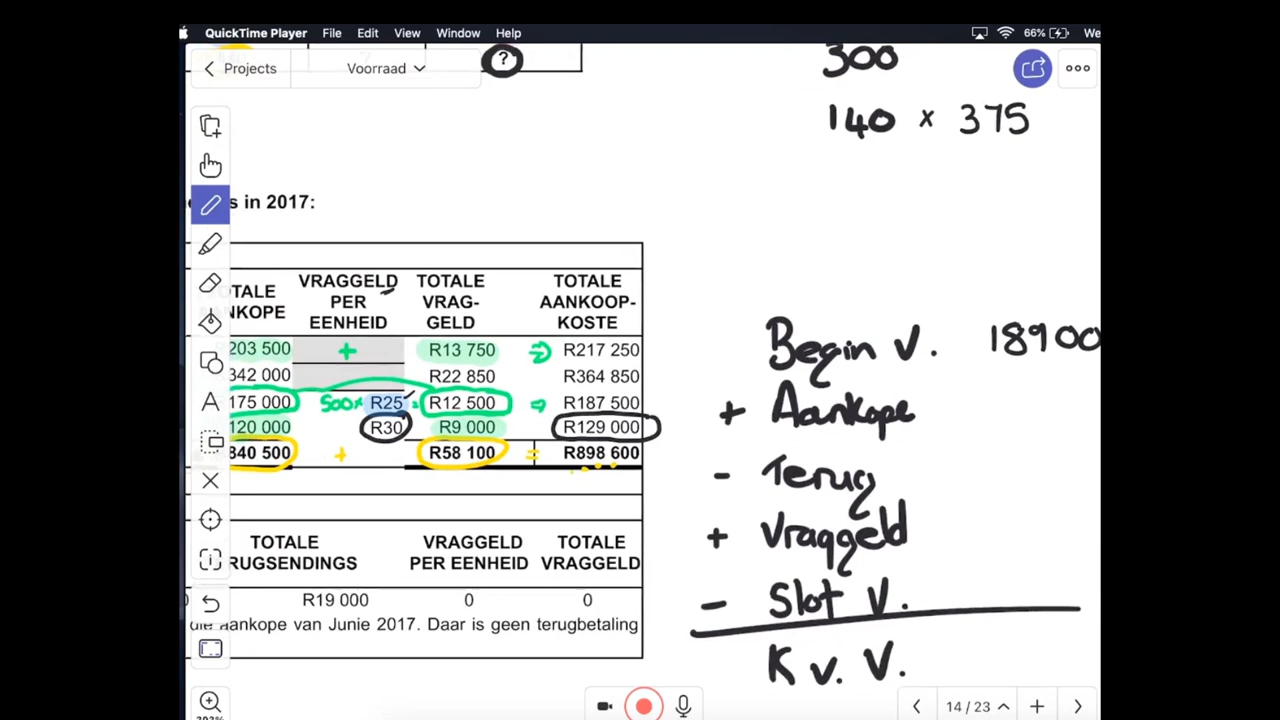 QuickTime Player File Edit View Window Help 66% We
Projects Voorraad
?
300
140 × 375
s in 2017:
VRAGGELD PER EENHEID
TOTALE VRAG-GELD
TOTALE AANKOOP-KOSTE
203 500 + R13 750 ⇒ R217 250
342 000 R22 850 R364 850
175 000 500× R25 = R12 500 ⇒ R187 500
120 000 R30 R9 000 R129 000
840 500 + R58 100 = R898 600
Begin V. 18900
+ Aankope
- Terug
+ Vraggeld
- Slot V.
K v. V.
TOTALE VRAGGELD TOTALE
RUGSENDINGS PER EENHEID VRAGGELD
R19 000 0 0
die aankope van Junie 2017. Daar is geen terugbetaling
14 / 23